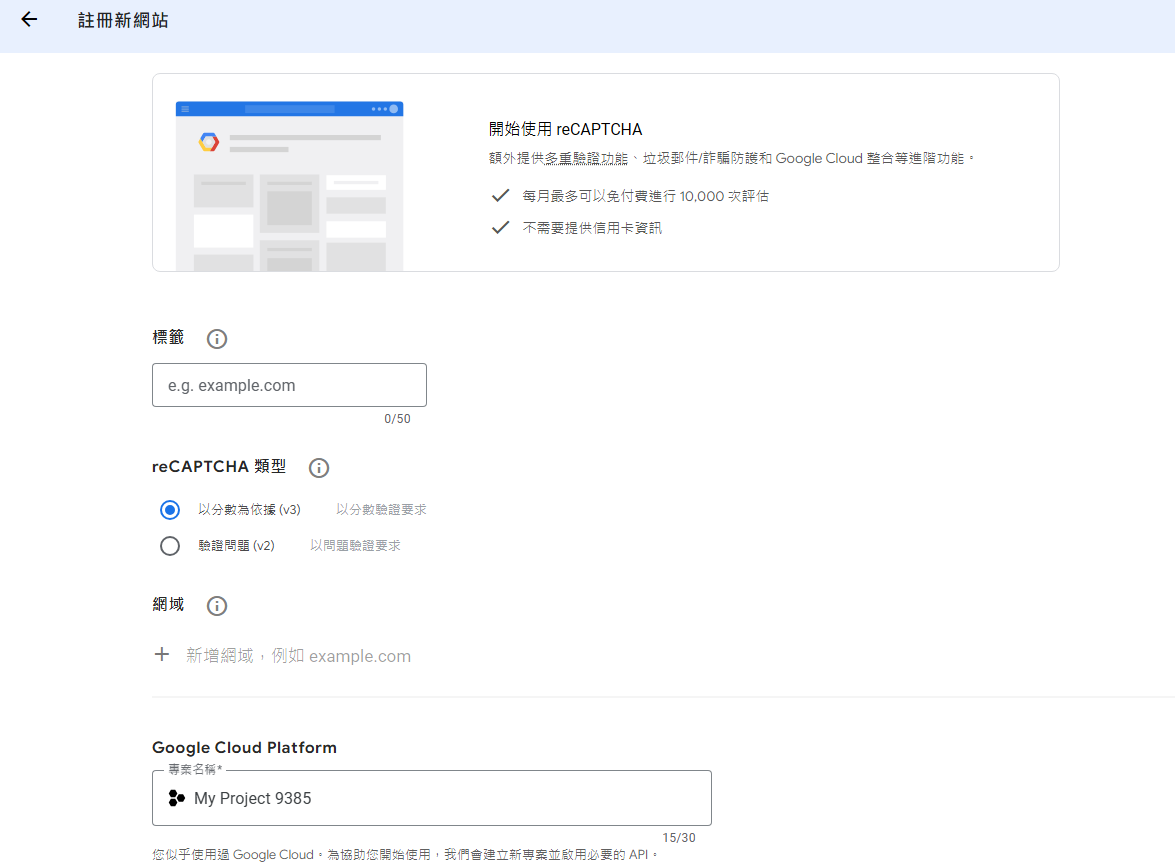 註冊新網站
開始使用 reCAPTCHA
額外提供多重驗證功能、垃圾郵件/詐騙防護和 Google Cloud 整合等進階功能。
每月最多可以免付費進行 10,000 次評估
不需要提供信用卡資訊
標籤
e.g. example.com
0/50
reCAPTCHA 類型
以分數為依據 (v3) 以分數驗證要求
驗證問題 (v2) 以問題驗證要求
網域
新增網域，例如 example.com
Google Cloud Platform
專案名稱*
My Project 9385
15/30
您似乎使用過 Google Cloud。為協助您開始使用，我們會建立新專案並啟用必要的 API。